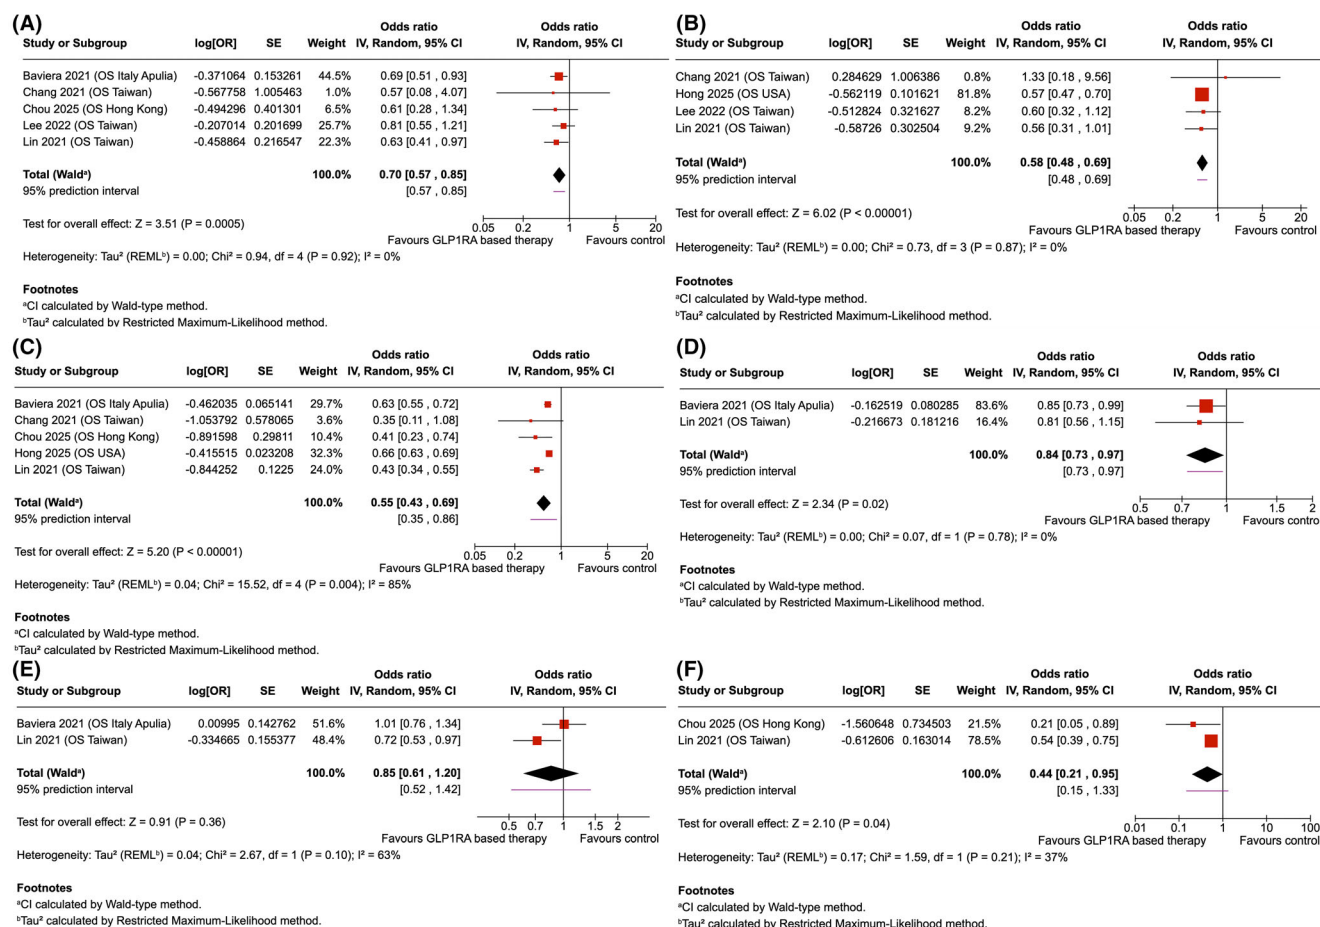 (A)
Odds ratio Odds ratio
Study or Subgroup log[OR] SE Weight IV, Random, 95% CI IV, Random, 95% CI
Baviera 2021 (OS Italy Apulia) -0.371064 0.153261 44.5% 0.69 [0.51 , 0.93]
Chang 2021 (OS Taiwan) -0.567758 1.005463 1.0% 0.57 [0.08 , 4.07]
Chou 2025 (OS Hong Kong) -0.494296 0.401301 6.5% 0.61 [0.28 , 1.34]
Lee 2022 (OS Taiwan) -0.207014 0.201699 25.7% 0.81 [0.55 , 1.21]
Lin 2021 (OS Taiwan) -0.458864 0.216547 22.3% 0.63 [0.41 , 0.97]
Total (Waldᵃ) 100.0% 0.70 [0.57 , 0.85]
95% prediction interval [0.57 , 0.85]
Test for overall effect: Z = 3.51 (P = 0.0005)
0.05 0.2 1 5 20
Favours GLP1RA based therapy Favours control
Heterogeneity: Tau² (REMLᵇ) = 0.00; Chi² = 0.94, df = 4 (P = 0.92); I² = 0%
Footnotes
ᵃCI calculated by Wald-type method.
ᵇTau² calculated by Restricted Maximum-Likelihood method.
(B)
Odds ratio Odds ratio
Study or Subgroup log[OR] SE Weight IV, Random, 95% CI IV, Random, 95% CI
Chang 2021 (OS Taiwan) 0.284629 1.006386 0.8% 1.33 [0.18 , 9.56]
Hong 2025 (OS USA) -0.562119 0.101621 81.8% 0.57 [0.47 , 0.70]
Lee 2022 (OS Taiwan) -0.512824 0.321627 8.2% 0.60 [0.32 , 1.12]
Lin 2021 (OS Taiwan) -0.58726 0.302504 9.2% 0.56 [0.31 , 1.01]
Total (Waldᵃ) 100.0% 0.58 [0.48 , 0.69]
95% prediction interval [0.48 , 0.69]
Test for overall effect: Z = 6.02 (P < 0.00001)
0.05 0.2 1 5 20
Favours GLP1RA based therapy Favours control
Heterogeneity: Tau² (REMLᵇ) = 0.00; Chi² = 0.73, df = 3 (P = 0.87); I² = 0%
Footnotes
ᵃCI calculated by Wald-type method.
ᵇTau² calculated by Restricted Maximum-Likelihood method.
(C)
Odds ratio Odds ratio
Study or Subgroup log[OR] SE Weight IV, Random, 95% CI IV, Random, 95% CI
Baviera 2021 (OS Italy Apulia) -0.462035 0.065141 29.7% 0.63 [0.55 , 0.72]
Chang 2021 (OS Taiwan) -1.053792 0.578065 3.6% 0.35 [0.11 , 1.08]
Chou 2025 (OS Hong Kong) -0.891598 0.29811 10.4% 0.41 [0.23 , 0.74]
Hong 2025 (OS USA) -0.415515 0.023208 32.3% 0.66 [0.63 , 0.69]
Lin 2021 (OS Taiwan) -0.844252 0.1225 24.0% 0.43 [0.34 , 0.55]
Total (Waldᵃ) 100.0% 0.55 [0.43 , 0.69]
95% prediction interval [0.35 , 0.86]
Test for overall effect: Z = 5.20 (P < 0.00001)
0.05 0.2 1 5 20
Favours GLP1RA based therapy Favours control
Heterogeneity: Tau² (REMLᵇ) = 0.04; Chi² = 15.52, df = 4 (P = 0.004); I² = 85%
Footnotes
ᵃCI calculated by Wald-type method.
ᵇTau² calculated by Restricted Maximum-Likelihood method.
(D)
Odds ratio Odds ratio
Study or Subgroup log[OR] SE Weight IV, Random, 95% CI IV, Random, 95% CI
Baviera 2021 (OS Italy Apulia) -0.162519 0.080285 83.6% 0.85 [0.73 , 0.99]
Lin 2021 (OS Taiwan) -0.216673 0.181216 16.4% 0.81 [0.56 , 1.15]
Total (Waldᵃ) 100.0% 0.84 [0.73 , 0.97]
95% prediction interval [0.73 , 0.97]
Test for overall effect: Z = 2.34 (P = 0.02)
0.5 0.7 1 1.5 2
Favours GLP1RA based therapy Favours control
Heterogeneity: Tau² (REMLᵇ) = 0.00; Chi² = 0.07, df = 1 (P = 0.78); I² = 0%
Footnotes
ᵃCI calculated by Wald-type method.
ᵇTau² calculated by Restricted Maximum-Likelihood method.
(E)
Odds ratio Odds ratio
Study or Subgroup log[OR] SE Weight IV, Random, 95% CI IV, Random, 95% CI
Baviera 2021 (OS Italy Apulia) 0.00995 0.142762 51.6% 1.01 [0.76 , 1.34]
Lin 2021 (OS Taiwan) -0.334665 0.155377 48.4% 0.72 [0.53 , 0.97]
Total (Waldᵃ) 100.0% 0.85 [0.61 , 1.20]
95% prediction interval [0.52 , 1.42]
Test for overall effect: Z = 0.91 (P = 0.36)
0.5 0.7 1 1.5 2
Favours GLP1RA based therapy Favours control
Heterogeneity: Tau² (REMLᵇ) = 0.04; Chi² = 2.67, df = 1 (P = 0.10); I² = 63%
Footnotes
ᵃCI calculated by Wald-type method.
ᵇTau² calculated by Restricted Maximum-Likelihood method.
(F)
Odds ratio Odds ratio
Study or Subgroup log[OR] SE Weight IV, Random, 95% CI IV, Random, 95% CI
Chou 2025 (OS Hong Kong) -1.560648 0.734503 21.5% 0.21 [0.05 , 0.89]
Lin 2021 (OS Taiwan) -0.612606 0.163014 78.5% 0.54 [0.39 , 0.75]
Total (Waldᵃ) 100.0% 0.44 [0.21 , 0.95]
95% prediction interval [0.15 , 1.33]
Test for overall effect: Z = 2.10 (P = 0.04)
0.01 0.1 1 10 100
Favours GLP1RA based therapy Favours control
Heterogeneity: Tau² (REMLᵇ) = 0.17; Chi² = 1.59, df = 1 (P = 0.21); I² = 37%
Footnotes
ᵃCI calculated by Wald-type method.
ᵇTau² calculated by Restricted Maximum-Likelihood method.